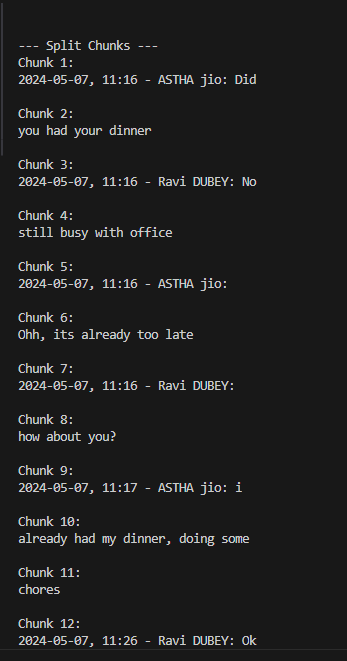 --- Split Chunks ---
Chunk 1:
2024-05-07, 11:16 - ASTHA jio: Did
Chunk 2:
you had your dinner
Chunk 3:
2024-05-07, 11:16 - Ravi DUBEY: No
Chunk 4:
still busy with office
Chunk 5:
2024-05-07, 11:16 - ASTHA jio:
Chunk 6:
Ohh, its already too late
Chunk 7:
2024-05-07, 11:16 - Ravi DUBEY:
Chunk 8:
how about you?
Chunk 9:
2024-05-07, 11:17 - ASTHA jio: i
Chunk 10:
already had my dinner, doing some
Chunk 11:
chores
Chunk 12:
2024-05-07, 11:26 - Ravi DUBEY: Ok